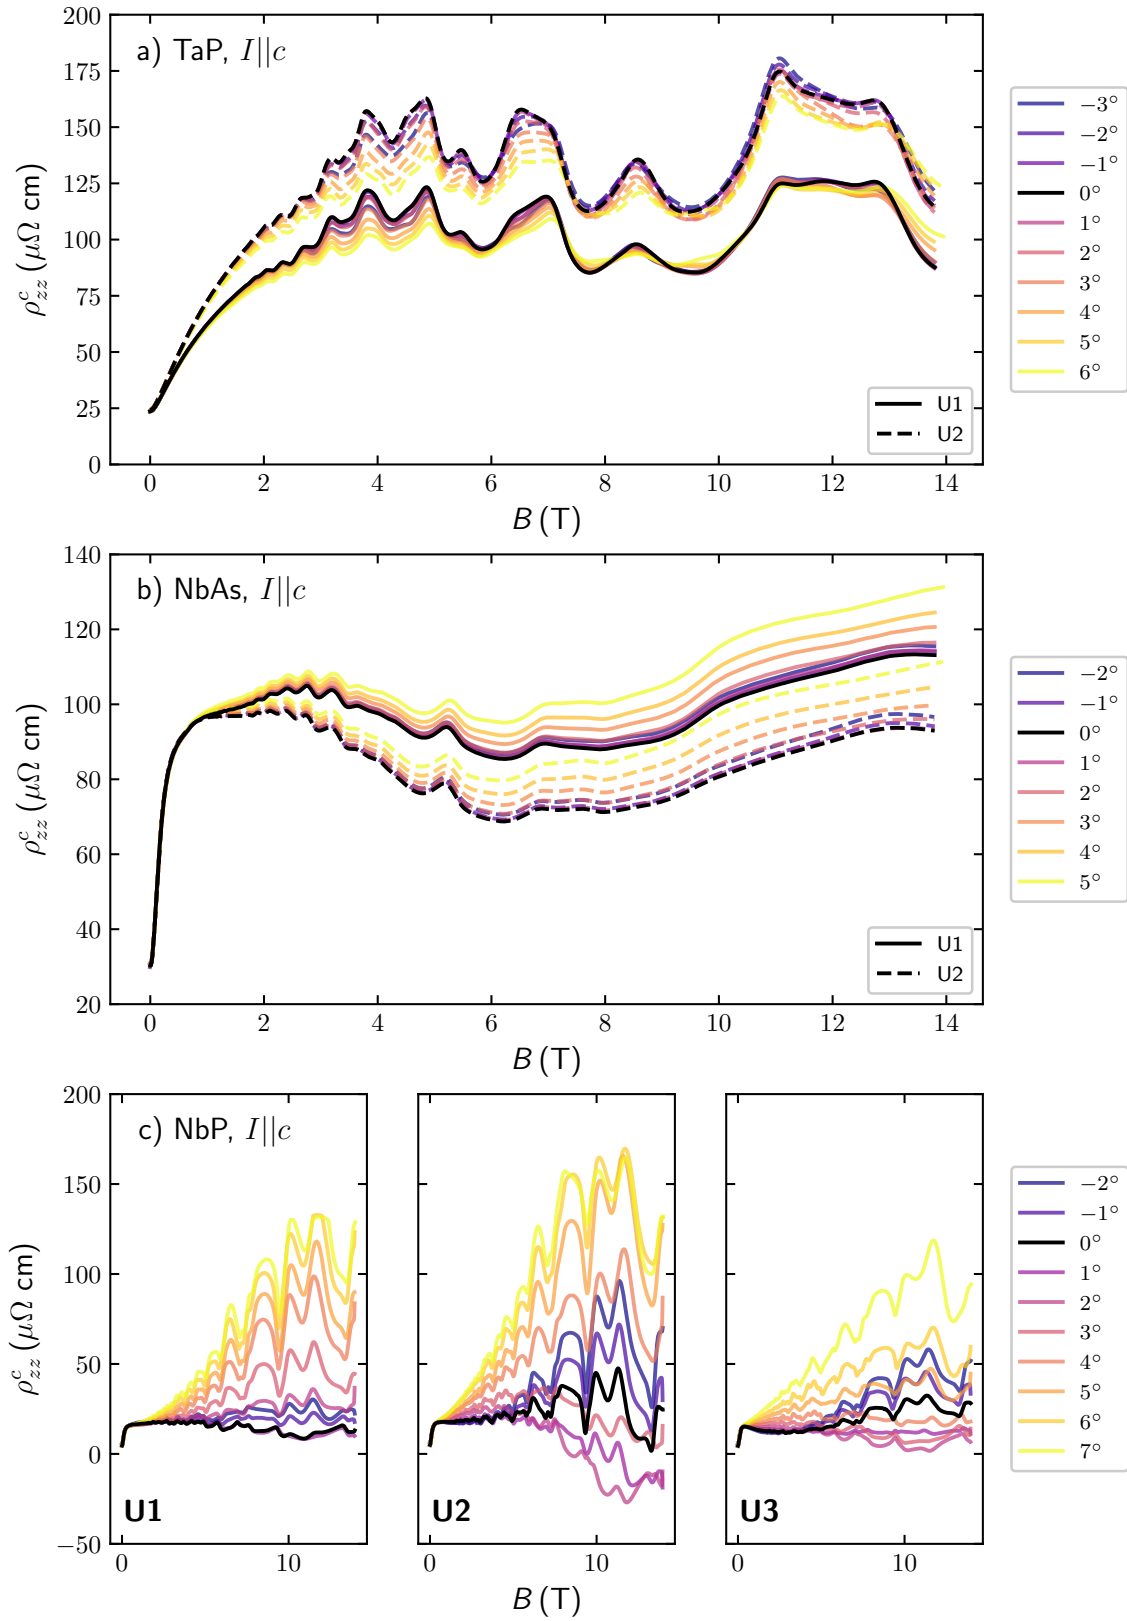 a) TaP, I||c
200
175
150
125
100
75
50
25
0
ρᶜzz (μΩ cm)
0 2 4 6 8 10 12 14
B (T)
U1
U2
−3°
−2°
−1°
0°
1°
2°
3°
4°
5°
6°
b) NbAs, I||c
140
120
100
80
60
40
20
ρᶜzz (μΩ cm)
0 2 4 6 8 10 12 14
B (T)
U1
U2
−2°
−1°
0°
1°
2°
3°
4°
5°
c) NbP, I||c
200
150
100
50
0
−50
ρᶜzz (μΩ cm)
U1 U2 U3
0 10 0 10 0 10
B (T)
−2°
−1°
0°
1°
2°
3°
4°
5°
6°
7°